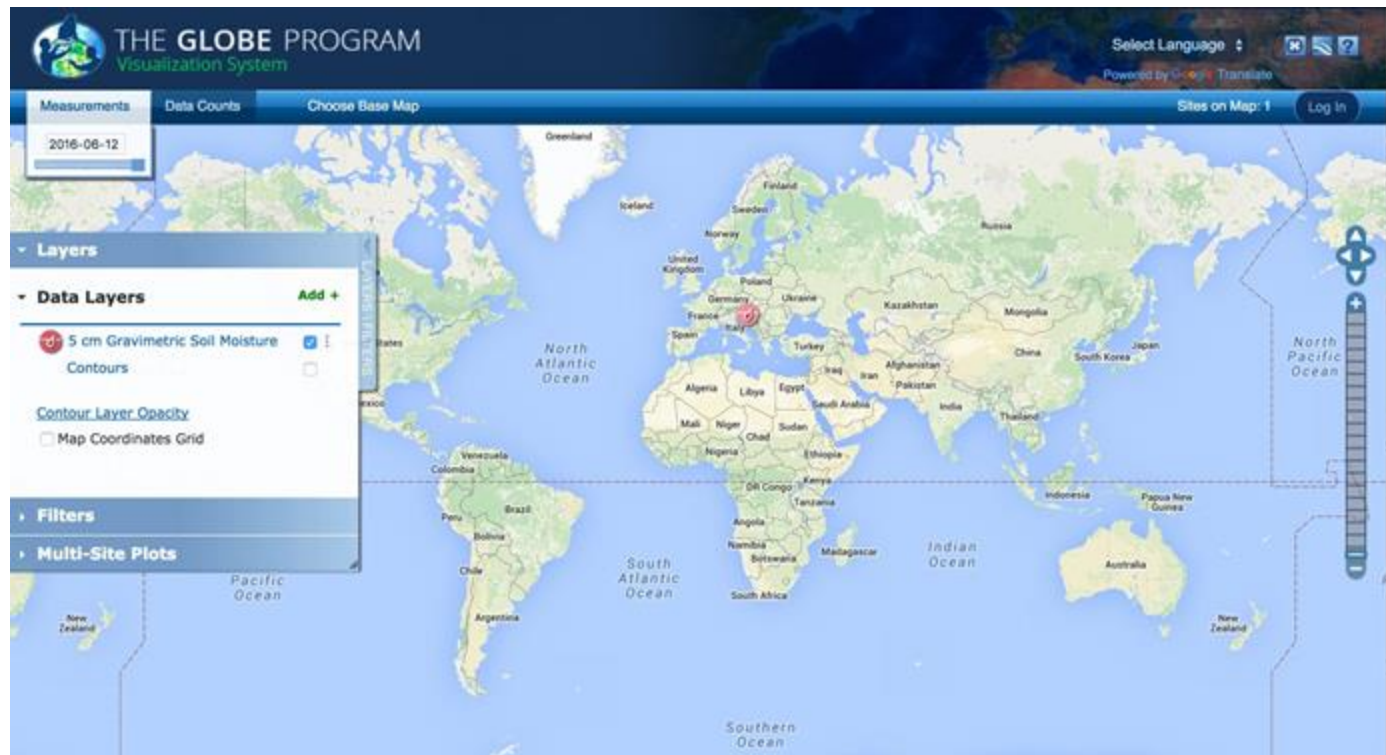 THE GLOBE PROGRAM
Visualization System
Select Language
Powered by Google Translate
Measurements
Data Counts
Choose Base Map
Sites on Map: 1
Log In
2016-06-12
Layers
Data Layers
Add +
5 cm Gravimetric Soil Moisture
Contours
Contour Layer Opacity
Map Coordinates Grid
Filters
Multi-Site Plots
Greenland
Iceland
Finland
Sweden
Norway
Russia
United
Kingdom
Poland
Germany
Ukraine
France
Italy
Spain
Turkey
Kazakhstan
Mongolia
China
South Korea
Japan
Afghanistan
Iraq
Iran
Pakistan
India
Thailand
Algeria
Libya
Egypt
Saudi Arabia
Mali
Niger
Chad
Sudan
Nigeria
Ethiopia
DR Congo
Kenya
Tanzania
Angola
Namibia
Botswana
Madagascar
South Africa
States
Venezuela
Colombia
Peru
Brazil
Bolivia
Chile
Argentina
Indonesia
Papua New
Guinea
Australia
New
Zealand
New
Zealand
North
Atlantic
Ocean
North
Pacific
Ocean
South
Atlantic
Ocean
Indian
Ocean
Pacific
Ocean
Southern
Ocean